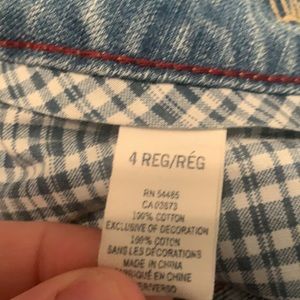 4 REG/RÉG
RN 54485
CA 03673
100% COTTON
EXCLUSIVE OF DECORATION
100% COTON
SANS LES DÉCORATIONS
MADE IN CHINA
FABRIQUÉ EN CHINE